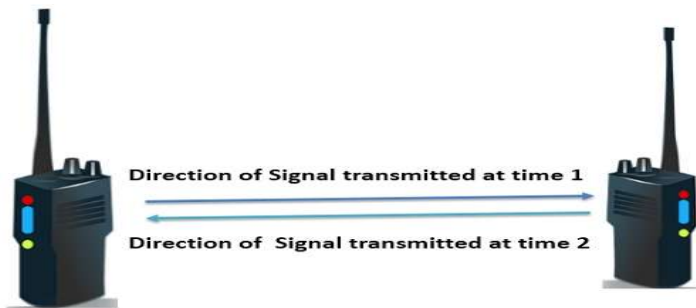 Direction of Signal transmitted at time 1
Direction of Signal transmitted at time 2